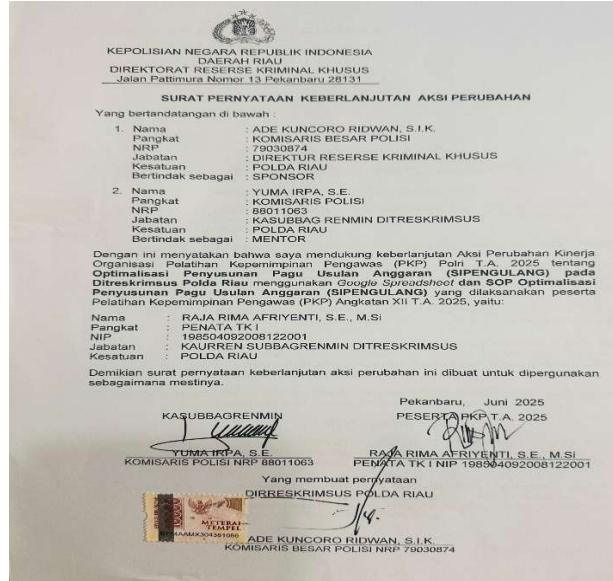 KEPOLISIAN NEGARA REPUBLIK INDONESIA
DAERAH RIAU
DIREKTORAT RESERSE KRIMINAL KHUSUS
Jalan Pattimura Nomor 13 Pekanbaru 28131
SURAT PERNYATAAN KEBERLANJUTAN AKSI PERUBAHAN
Yang bertandatangan di bawah :
1. Nama : ADE KUNCORO RIDWAN, S.I.K.
Pangkat : KOMISARIS BESAR POLISI
NRP : 79030874
Jabatan : DIREKTUR RESERSE KRIMINAL KHUSUS
Kesatuan : POLDA RIAU
Bertindak sebagai : SPONSOR
2. Nama : YUMA IRPA, S.E.
Pangkat : KOMISARIS POLISI
NRP : 88011063
Jabatan : KASUBBAG RENMIN DITRESKRIMSUS
Kesatuan : POLDA RIAU
Bertindak sebagai : MENTOR
Dengan ini menyatakan bahwa saya mendukung keberlanjutan Aksi Perubahan Kinerja
Organisasi Pelatihan Kepemimpinan Pengawas (PKP) Polri T.A. 2025 tentang
Optimalisasi Penyusunan Pagu Usulan Anggaran (SIPENGULANG) pada
Ditreskrimsus Polda Riau menggunakan Google Spreadsheet dan SOP Optimalisasi
Penyusunan Pagu Usulan Anggaran (SIPENGULANG) yang dilaksanakan peserta
Pelatihan Kepemimpinan Pengawas (PKP) Angkatan XII T.A. 2025, yaitu:
Nama : RAJA RIMA AFRIYENTI, S.E., M.Si
Pangkat : PENATA TK I
NIP : 198504092008122001
Jabatan : KAURREN SUBBAGRENMIN DITRESKRIMSUS
Kesatuan : POLDA RIAU
Demikian surat pernyataan keberlanjutan aksi perubahan ini dibuat untuk dipergunakan
sebagaimana mestinya.
Pekanbaru, Juni 2025
KASUBBAGRENMIN
PESERTA PKP T.A. 2025
YUMA IRPA, S.E.
KOMISARIS POLISI NRP 88011063
RAJA RIMA AFRIYENTI, S.E., M.Si
PENATA TK I NIP 198504092008122001
Yang membuat pernyataan
DIRRESKRIMSUS POLDA RIAU
METERAI
TEMPEL
ADE KUNCORO RIDWAN, S.I.K.
KOMISARIS BESAR POLISI NRP 79030874